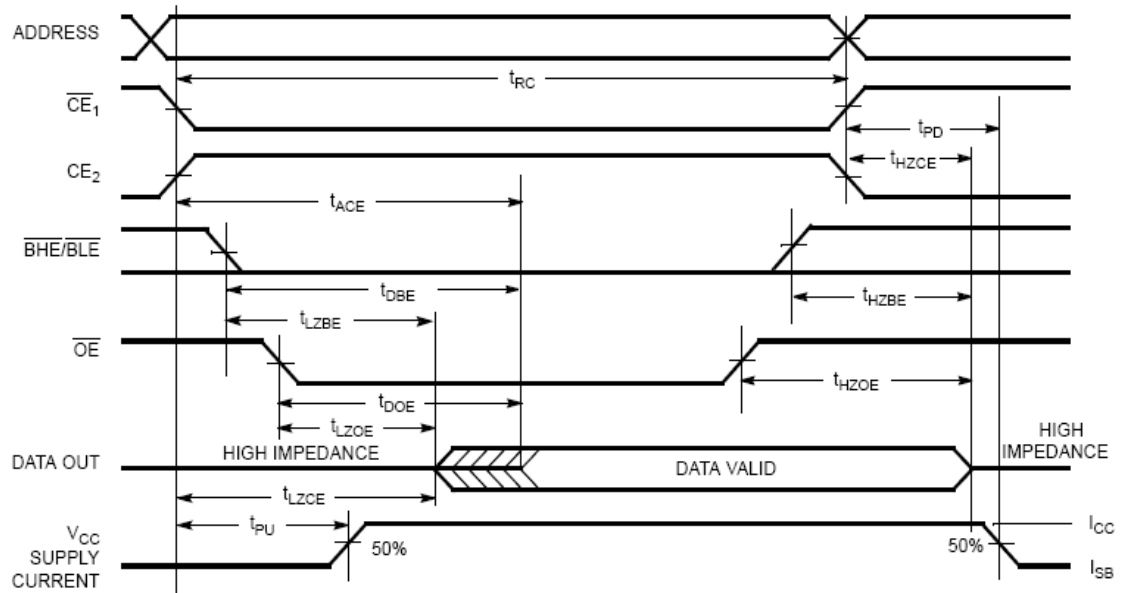 ADDRESS
tRC
CE1
tPD
tHZCE
CE2
tACE
BHE/BLE
tDBE
tHZBE
tLZBE
OE
tHZOE
tDOE
tLZOE
HIGH IMPEDANCE
HIGH
IMPEDANCE
DATA OUT
DATA VALID
tLZCE
tPU
VCC
SUPPLY
CURRENT
50%
50%
ICC
ISB